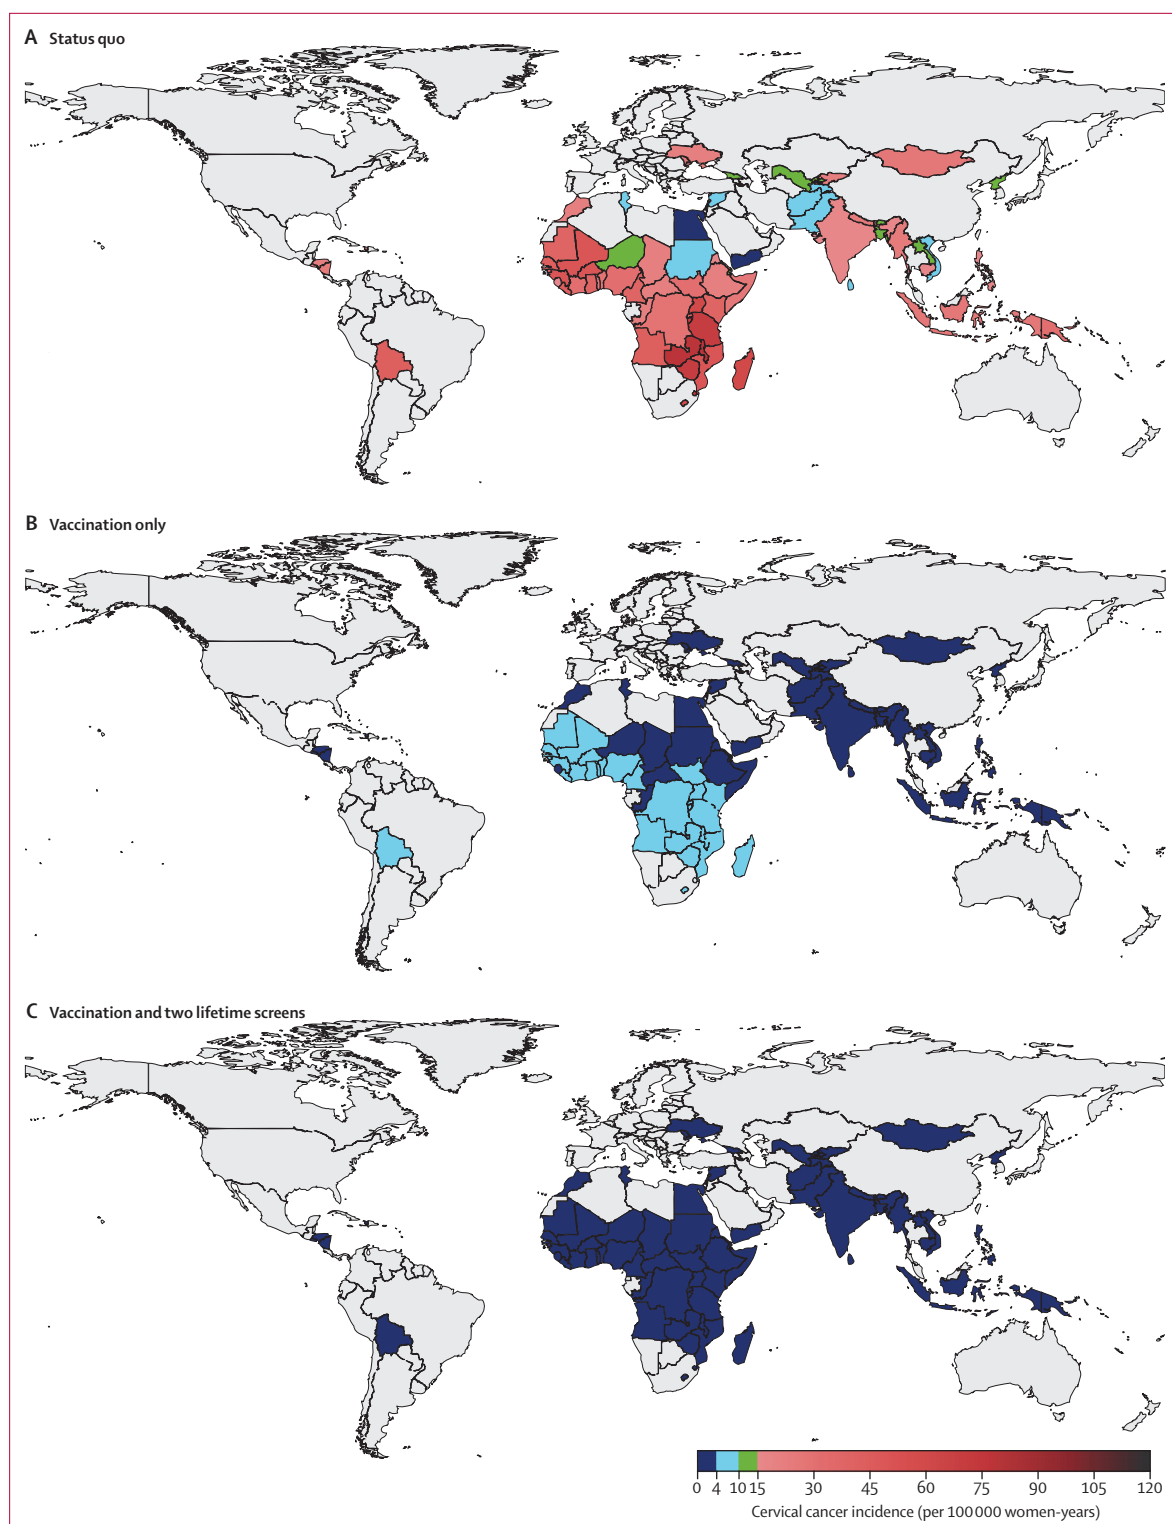 A Status quo
B Vaccination only
C Vaccination and two lifetime screens
0 4 10 15 30 45 60 75 90 105 120
Cervical cancer incidence (per 100 000 women-years)